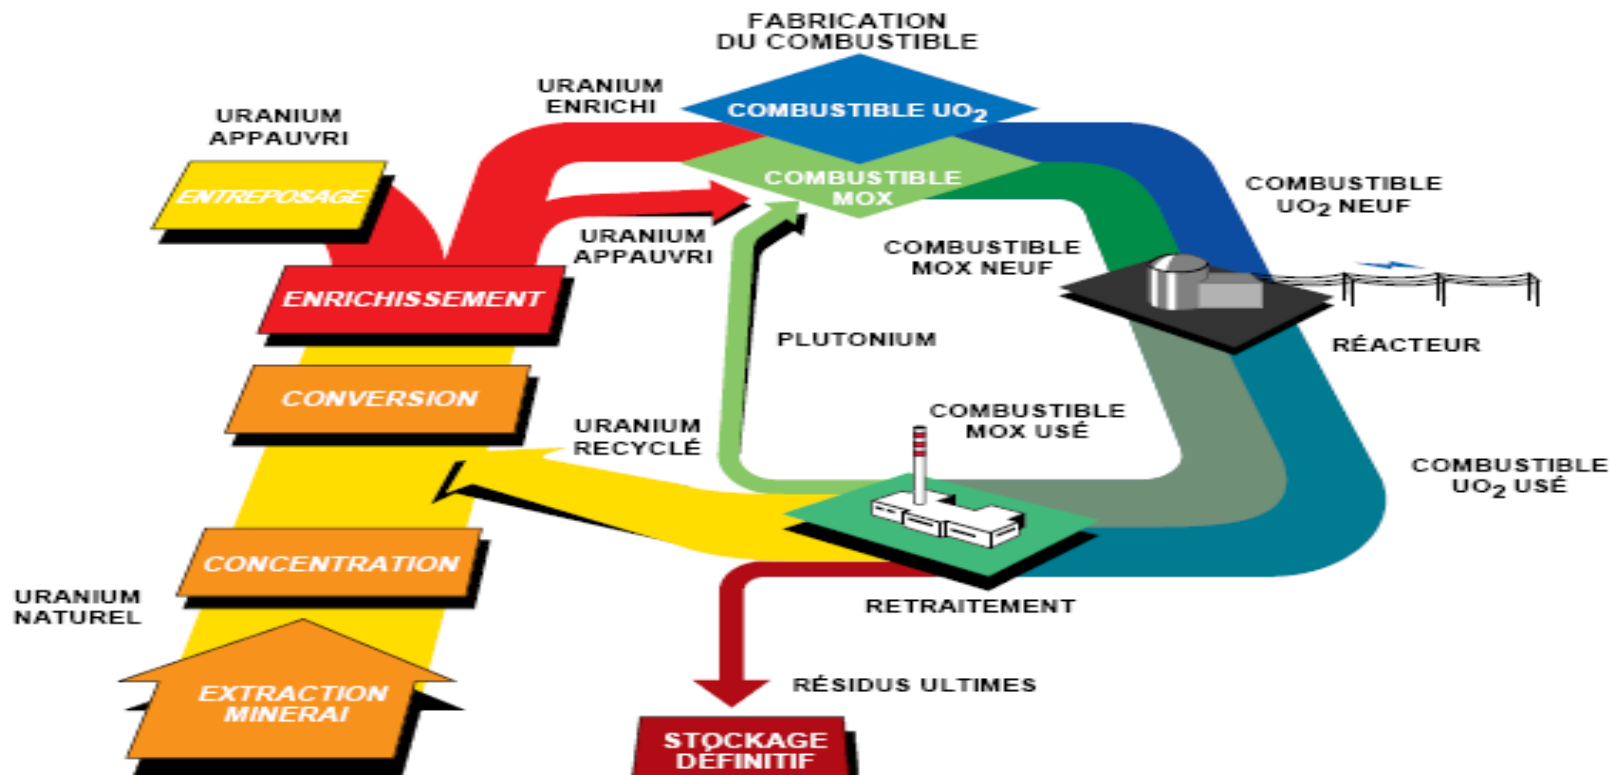 FABRICATION
DU COMBUSTIBLE
COMBUSTIBLE UO2
COMBUSTIBLE
MOX
URANIUM
ENRICHI
URANIUM
APPAUVRI
ENTREPOSAGE
URANIUM
APPAUVRI
COMBUSTIBLE
UO2 NEUF
COMBUSTIBLE
MOX NEUF
ENRICHISSEMENT
PLUTONIUM
RÉACTEUR
CONVERSION
URANIUM
RECYCLÉ
COMBUSTIBLE
MOX USÉ
COMBUSTIBLE
UO2 USÉ
CONCENTRATION
URANIUM
NATUREL
RETRAITEMENT
EXTRACTION
MINERAI
RÉSIDUS ULTIMES
STOCKAGE
DÉFINITIF